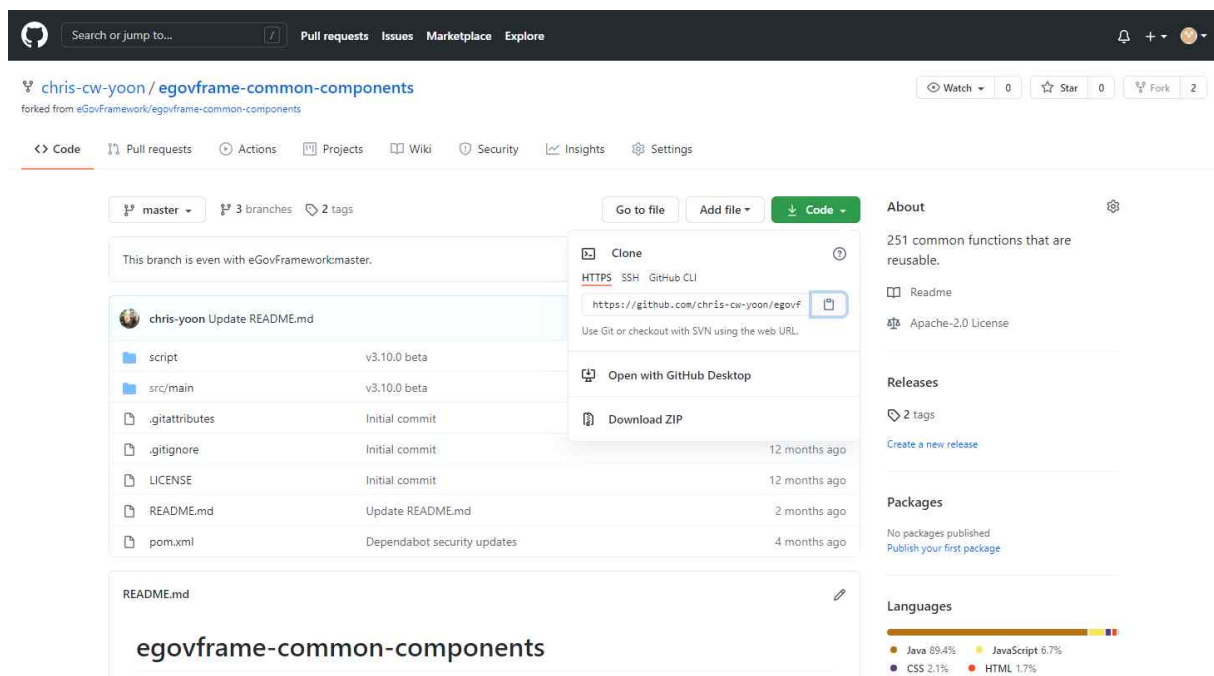 Search or jump to... /
Pull requests Issues Marketplace Explore
chris-cw-yoon / egovframe-common-components
forked from eGovFramework/egovframe-common-components
Watch 0 Star 0 Fork 2
<> Code Pull requests Actions Projects Wiki Security Insights Settings
master 3 branches 2 tags
Go to file Add file Code
This branch is even with eGovFramework:master.
Clone
HTTPS SSH GitHub CLI
https://github.com/chris-cw-yoon/egovf
Use Git or checkout with SVN using the web URL.
Open with GitHub Desktop
Download ZIP
chris-yoon Update README.md
script v3.10.0 beta
src/main v3.10.0 beta
.gitattributes Initial commit
.gitignore Initial commit 12 months ago
LICENSE Initial commit 12 months ago
README.md Update README.md 2 months ago
pom.xml Dependabot security updates 4 months ago
README.md
egovframe-common-components
About
251 common functions that are
reusable.
Readme
Apache-2.0 License
Releases
2 tags
Create a new release
Packages
No packages published
Publish your first package
Languages
Java 89.4% JavaScript 6.7%
CSS 2.1% HTML 1.7%